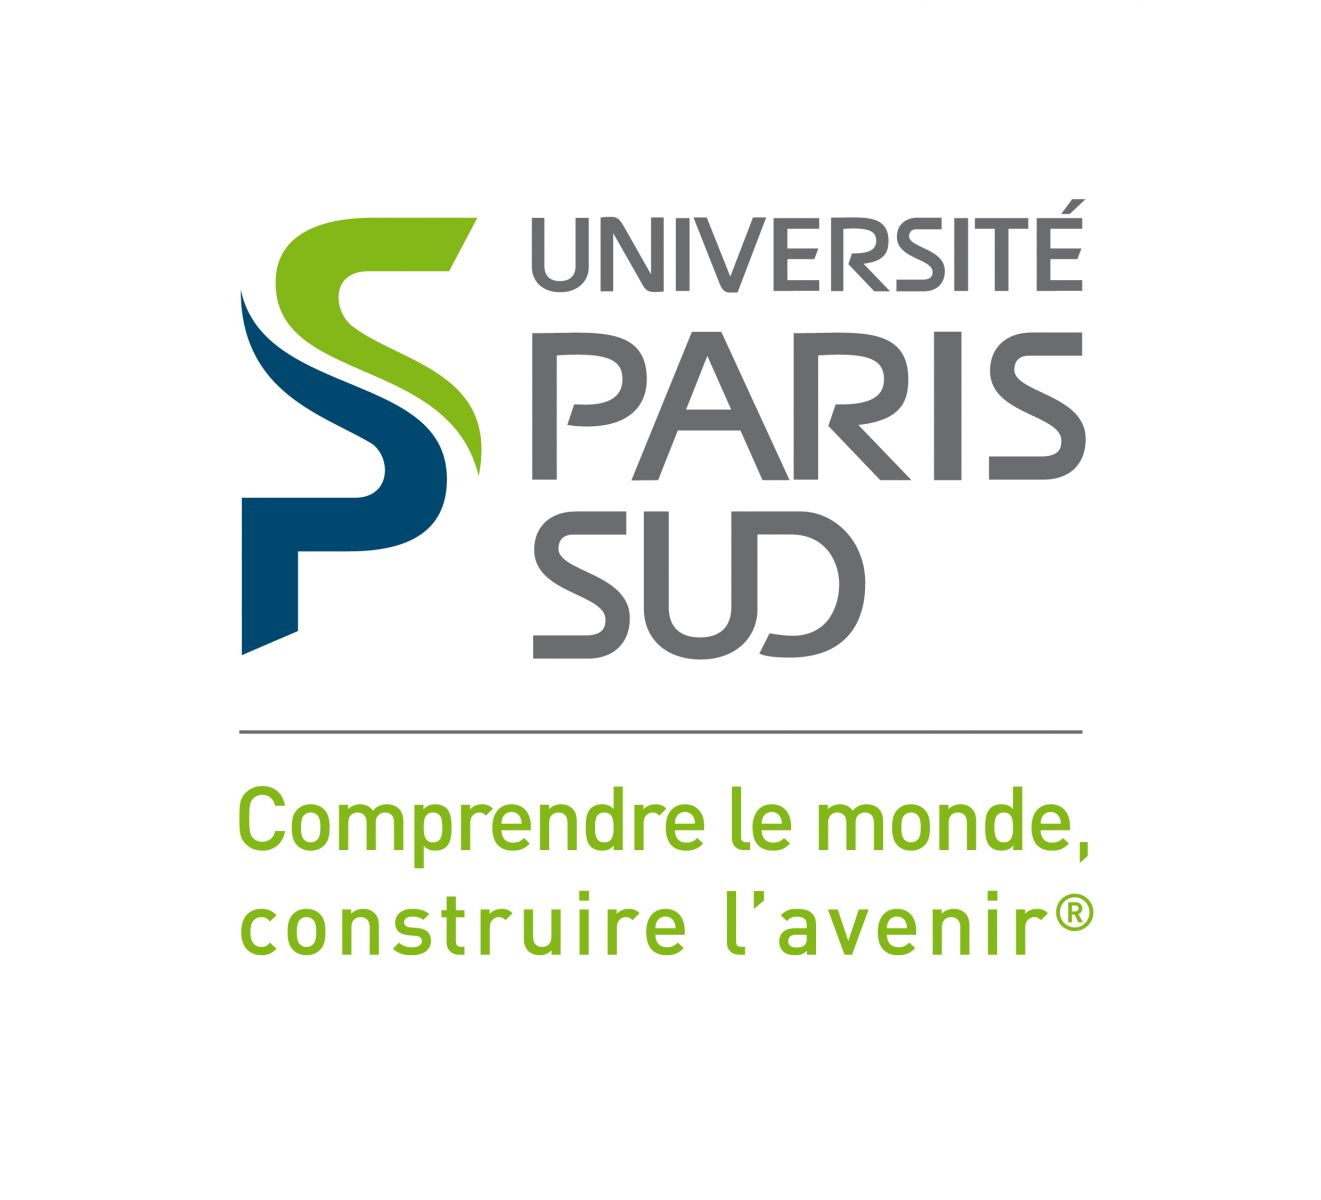 UNIVERSITÉ
PARIS
SUD
Comprendre le monde,
construire l’avenir®